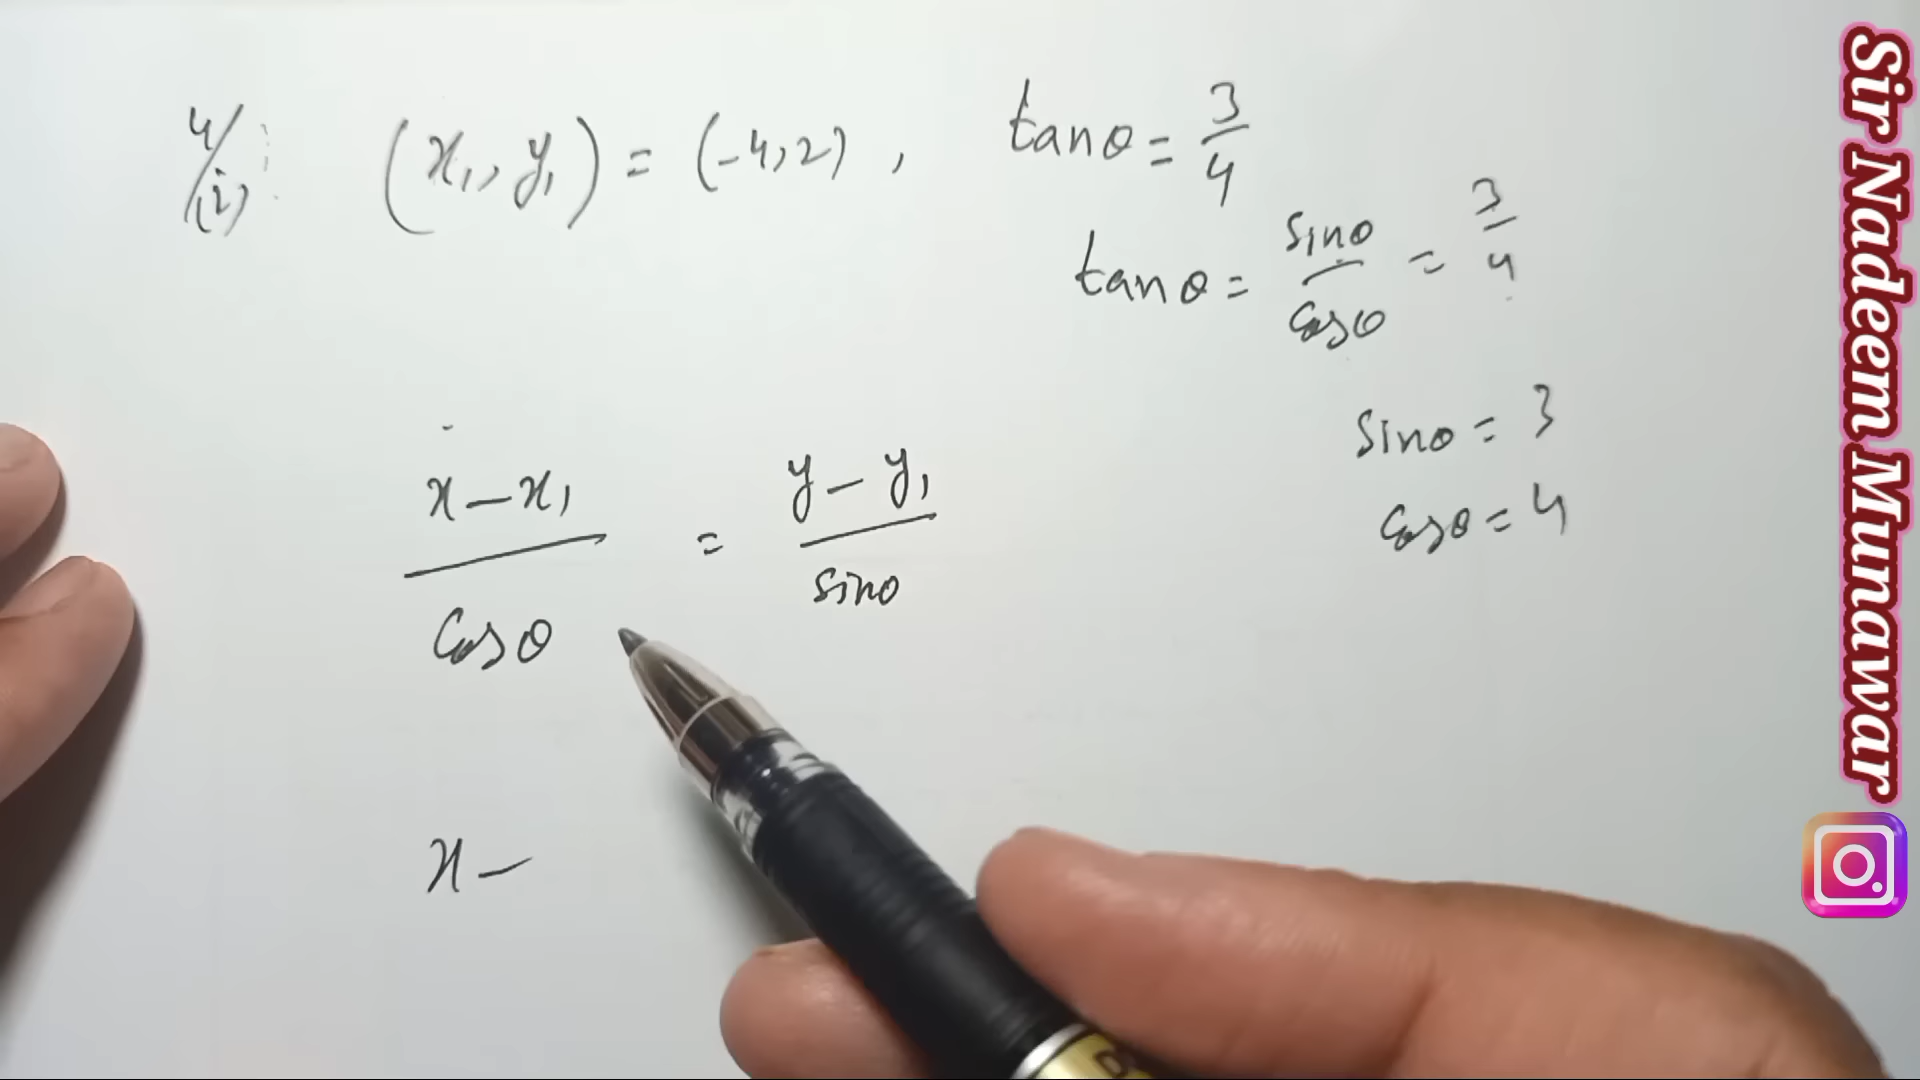 4/(i) (x₁, y₁) = (-4, 2) , tanθ = 3/4
tanθ = sinθ/cosθ = 3/4
sinθ = 3
cosθ = 4
x - x₁/cosθ = y - y₁/sinθ
x -
Sir Nadeem Munawar